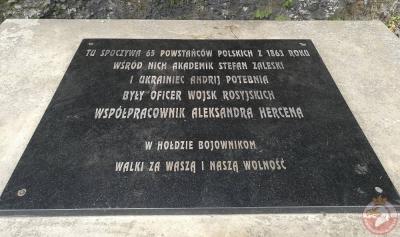 TU SPOCZYWA 65 POWSTAŃCÓW POLSKICH Z 1863 ROKU
WŚRÓD NICH AKADEMIK STEFAN ZALESKI
I UKRAINIEC ANDRIJ POTEBNIA
BYŁY OFICER WOJSK ROSYJSKICH
WSPÓŁPRACOWNIK ALEKSANDRA HERCENA
W HOŁDZIE BOJOWNIKOM
WALKI ZA WASZĄ I NASZĄ WOLNOŚĆ